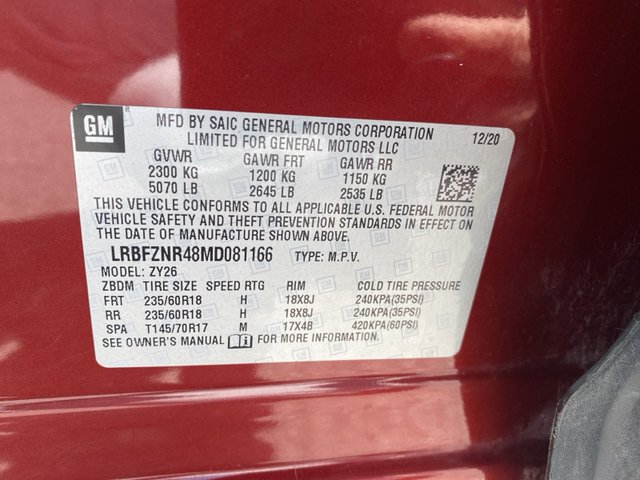 GM
MFD BY SAIC GENERAL MOTORS CORPORATION
LIMITED FOR GENERAL MOTORS LLC
12/20
GVWR GAWR FRT GAWR RR
2300 KG 1200 KG 1150 KG
5070 LB 2645 LB 2535 LB
THIS VEHICLE CONFORMS TO ALL APPLICABLE U.S. FEDERAL MOTOR
VEHICLE SAFETY AND THEFT PREVENTION STANDARDS IN EFFECT ON
THE DATE OF MANUFACTURE SHOWN ABOVE.
LRBFZNR48MD081166 TYPE: M.P.V.
MODEL: ZY26
ZBDM TIRE SIZE SPEED RTG RIM COLD TIRE PRESSURE
FRT 235/60R18 H 18X8J 240KPA(35PSI)
RR 235/60R18 H 18X8J 240KPA(35PSI)
SPA T145/70R17 M 17X4B 420KPA(60PSI)
SEE OWNER'S MANUAL FOR MORE INFORMATION.